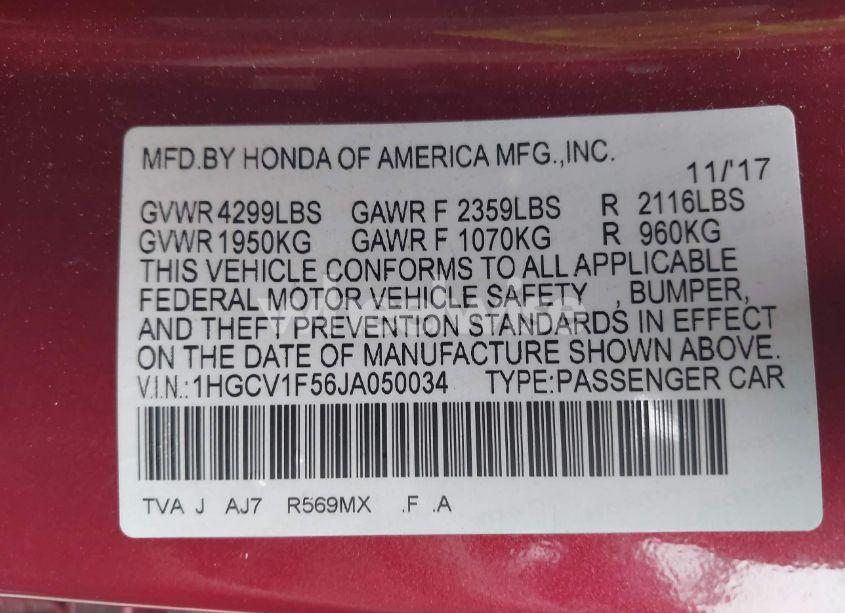 MFD.BY HONDA OF AMERICA MFG.,INC. 11/'17
GVWR 4299LBS GAWR F 2359LBS R 2116LBS
GVWR 1950KG GAWR F 1070KG R 960KG
THIS VEHICLE CONFORMS TO ALL APPLICABLE
FEDERAL MOTOR VEHICLE SAFETY , BUMPER,
AND THEFT PREVENTION STANDARDS IN EFFECT
ON THE DATE OF MANUFACTURE SHOWN ABOVE.
V.I.N.:1HGCV1F56JA050034 TYPE:PASSENGER CAR
TVA J AJ7 R569MX .F .A